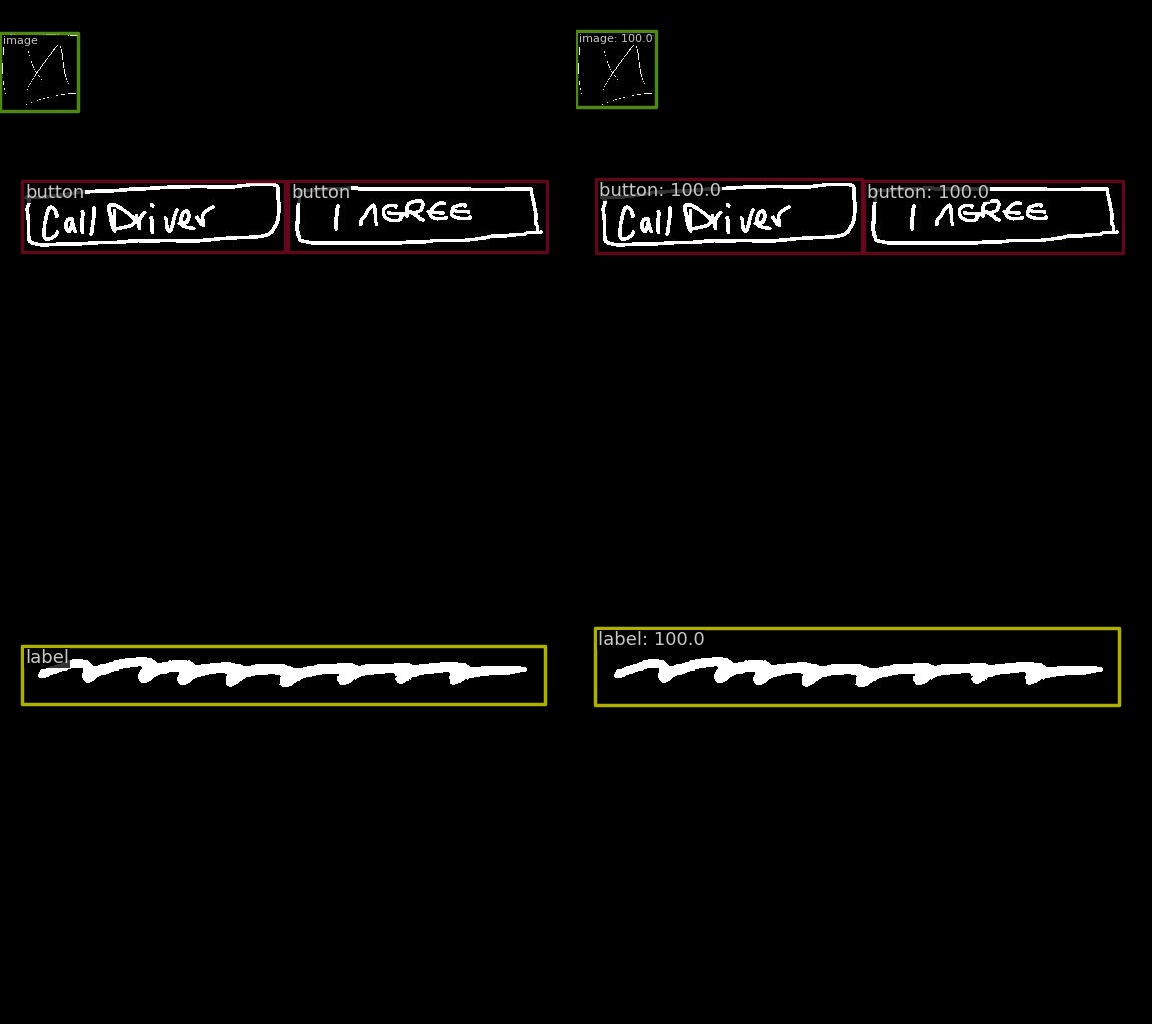 image image: 100.0
button button button: 100.0 button: 100.0
Call Driver I AGREE Call Driver I AGREE
label label: 100.0